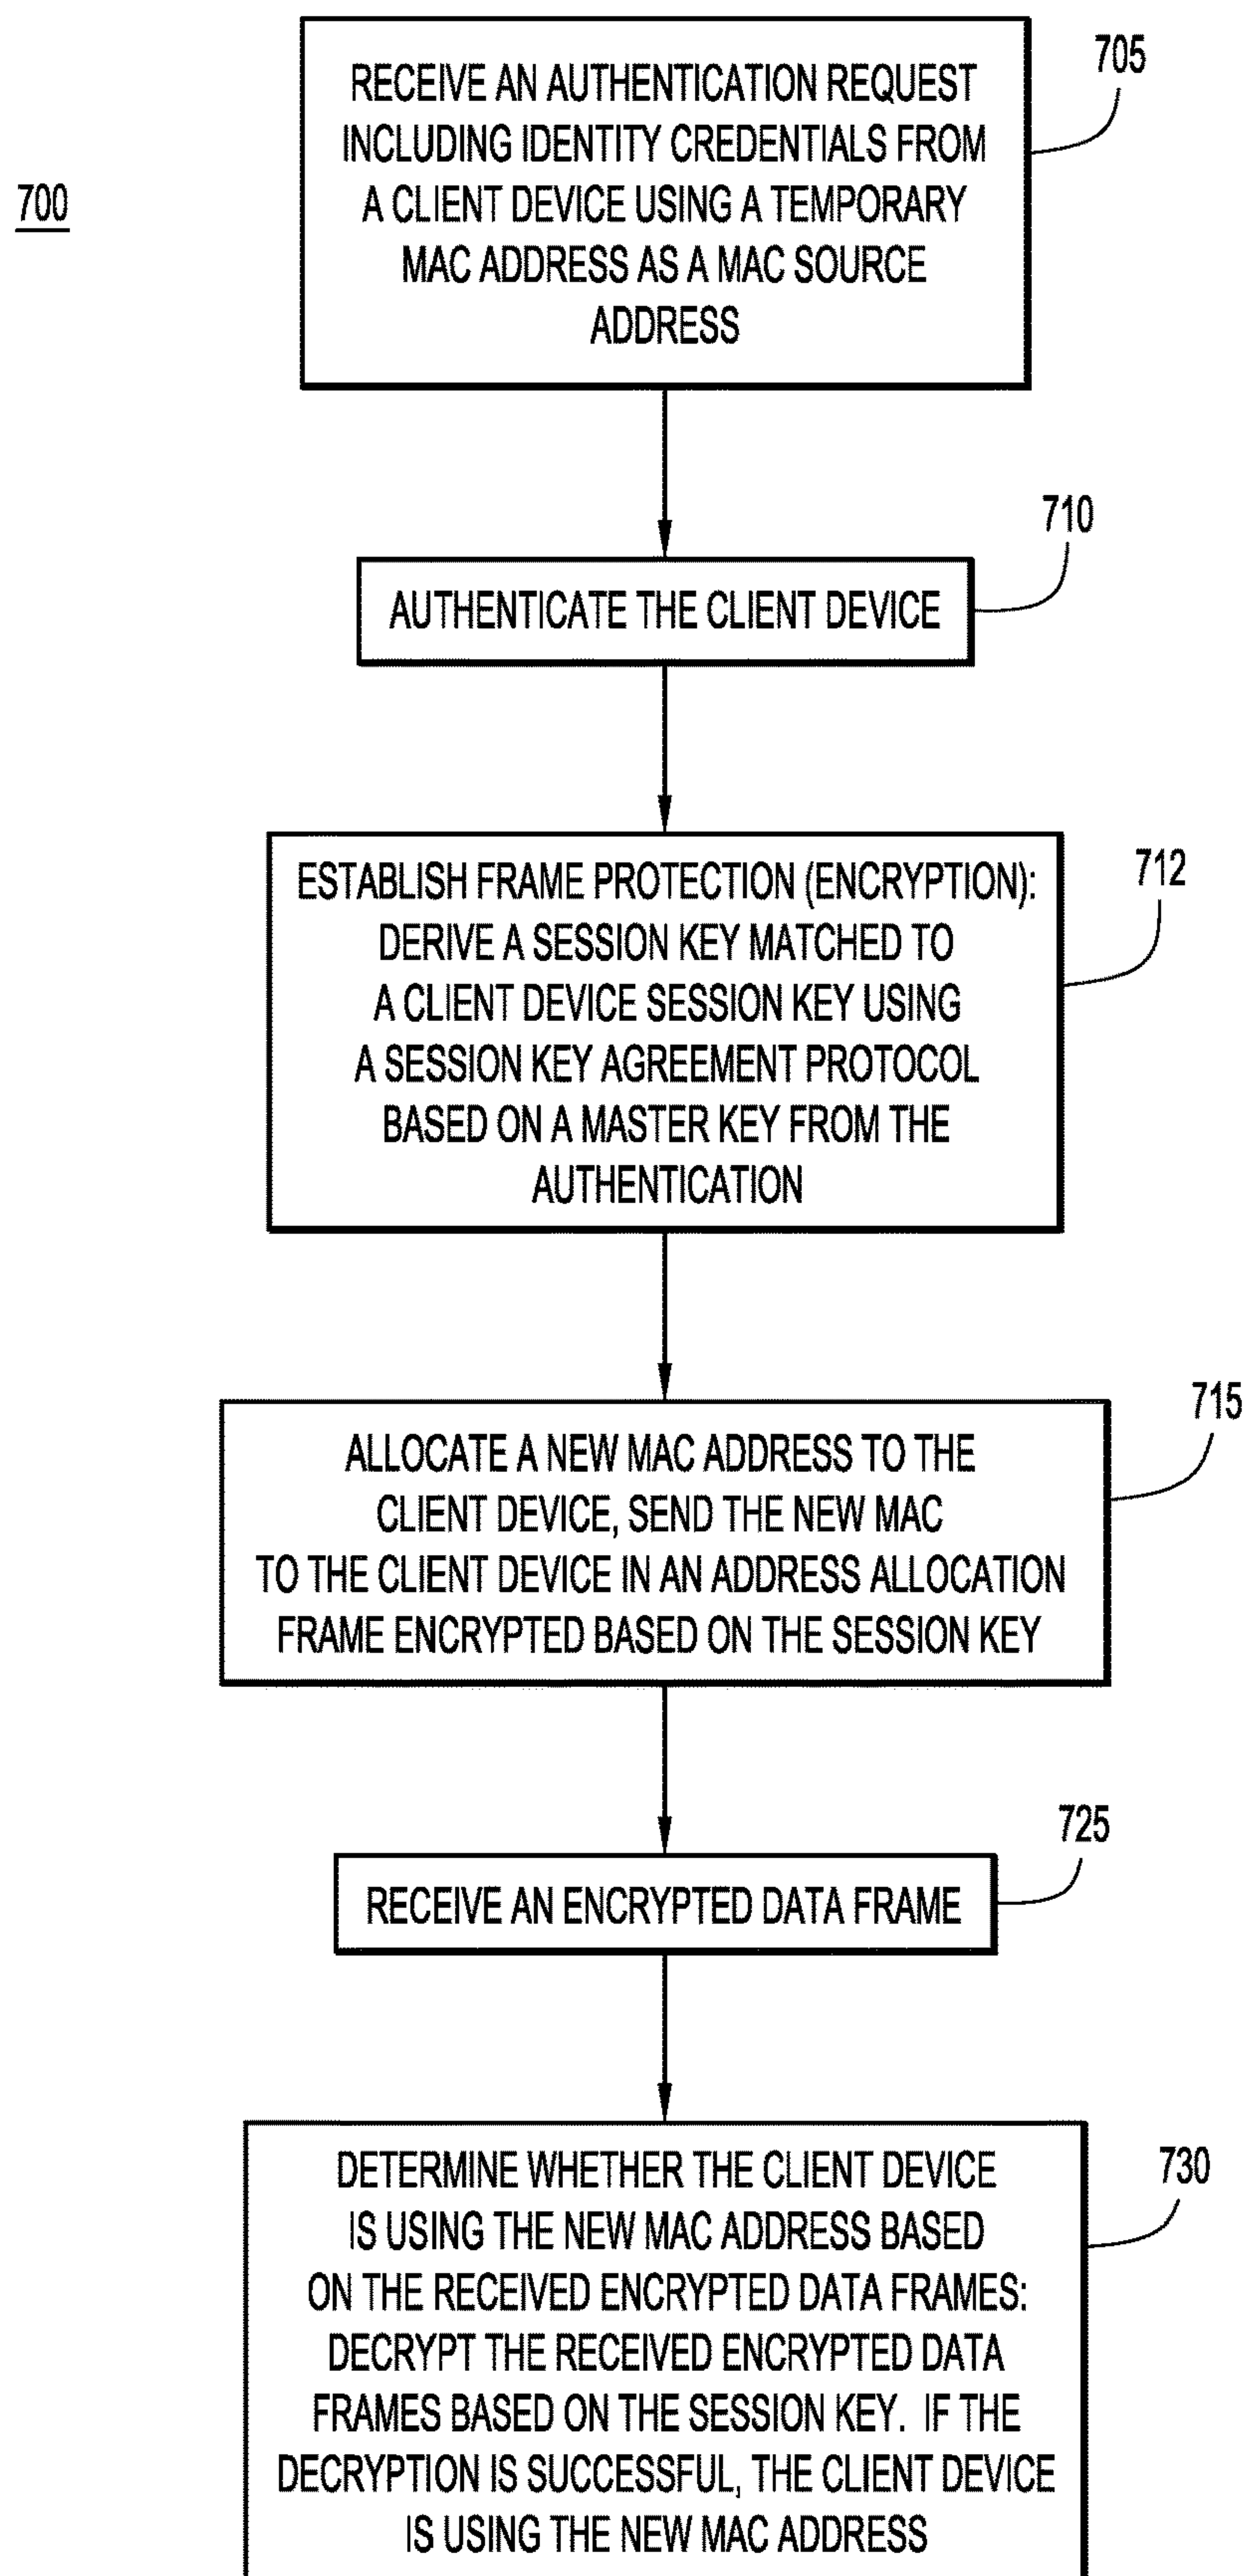 700
RECEIVE AN AUTHENTICATION REQUEST
INCLUDING IDENTITY CREDENTIALS FROM
A CLIENT DEVICE USING A TEMPORARY
MAC ADDRESS AS A MAC SOURCE
ADDRESS
705
AUTHENTICATE THE CLIENT DEVICE
710
ESTABLISH FRAME PROTECTION (ENCRYPTION):
DERIVE A SESSION KEY MATCHED TO
A CLIENT DEVICE SESSION KEY USING
A SESSION KEY AGREEMENT PROTOCOL
BASED ON A MASTER KEY FROM THE
AUTHENTICATION
712
ALLOCATE A NEW MAC ADDRESS TO THE
CLIENT DEVICE, SEND THE NEW MAC
TO THE CLIENT DEVICE IN AN ADDRESS ALLOCATION
FRAME ENCRYPTED BASED ON THE SESSION KEY
715
RECEIVE AN ENCRYPTED DATA FRAME
725
DETERMINE WHETHER THE CLIENT DEVICE
IS USING THE NEW MAC ADDRESS BASED
ON THE RECEIVED ENCRYPTED DATA FRAMES:
DECRYPT THE RECEIVED ENCRYPTED DATA
FRAMES BASED ON THE SESSION KEY. IF THE
DECRYPTION IS SUCCESSFUL, THE CLIENT DEVICE
IS USING THE NEW MAC ADDRESS
730